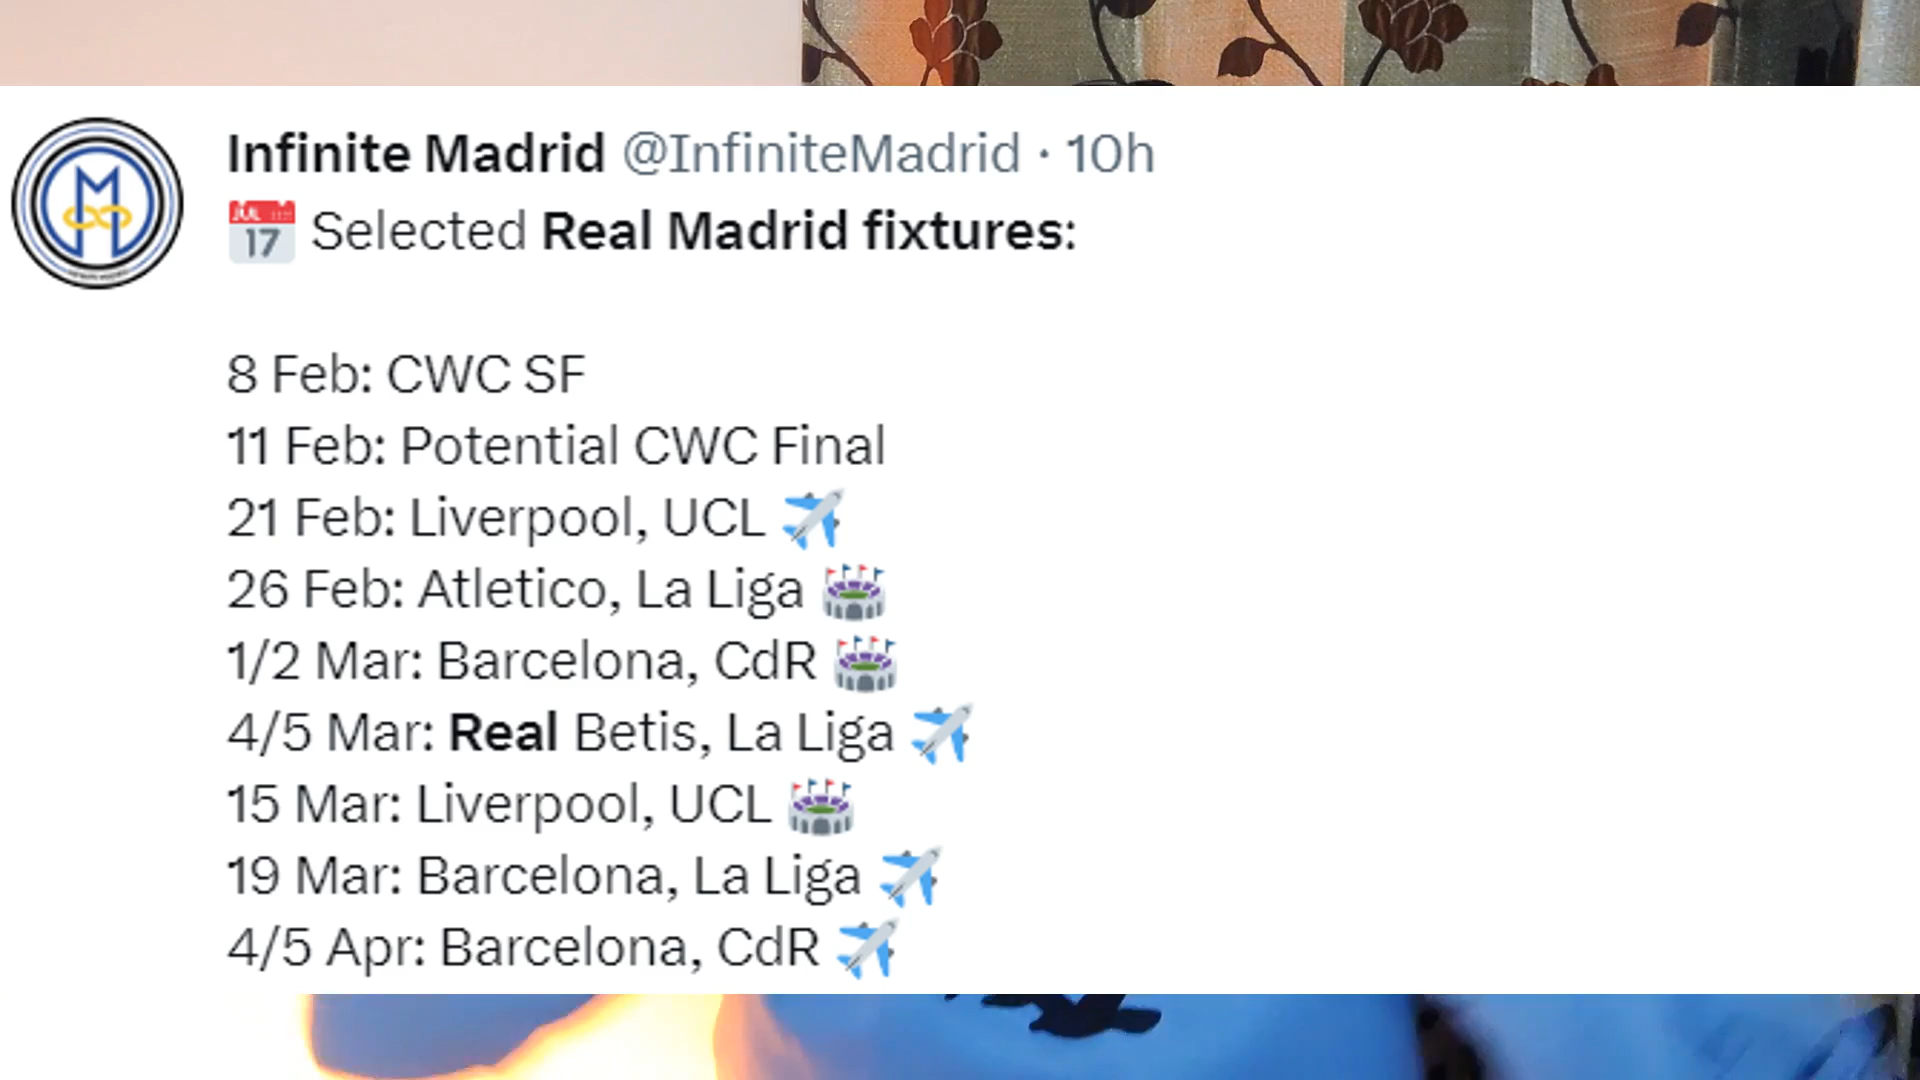 Infinite Madrid @InfiniteMadrid · 10h
📅 Selected Real Madrid fixtures:
8 Feb: CWC SF
11 Feb: Potential CWC Final
21 Feb: Liverpool, UCL ✈️
26 Feb: Atletico, La Liga 🏟️
1/2 Mar: Barcelona, CdR 🏟️
4/5 Mar: Real Betis, La Liga ✈️
15 Mar: Liverpool, UCL 🏟️
19 Mar: Barcelona, La Liga ✈️
4/5 Apr: Barcelona, CdR ✈️